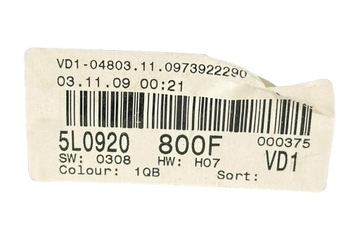 VD1-04803.11.0973922290
03.11.09 00:21
000375
5L0920 800F VD1
SW: 0308 HW: H07
Colour: 1QB Sort: